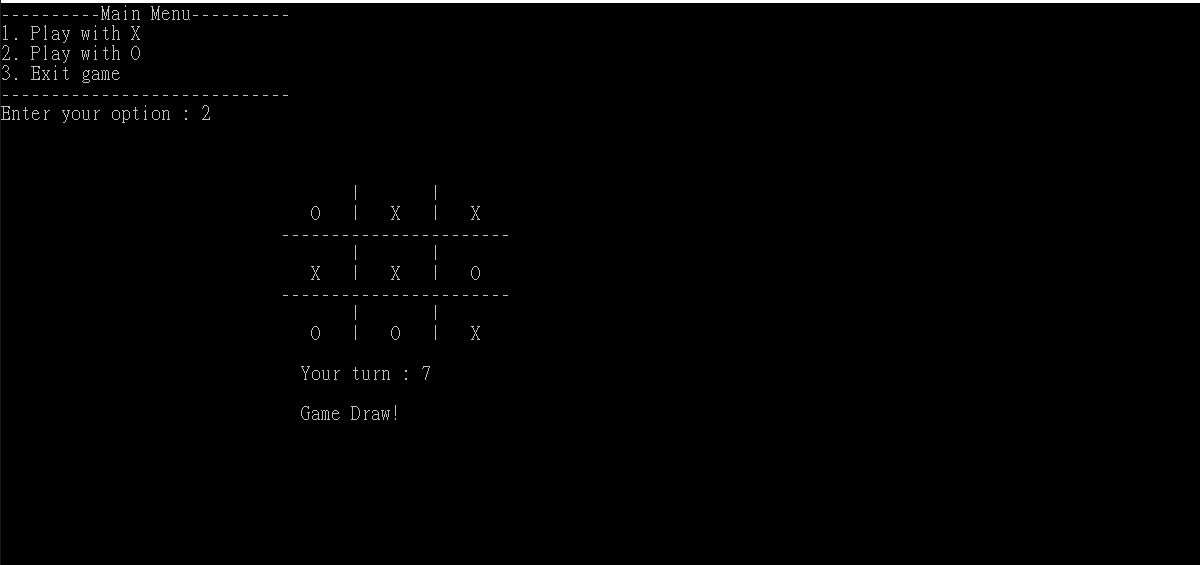 ----------Main Menu----------
1. Play with X
2. Play with O
3. Exit game
-----------------------------
Enter your option : 2
| |
O | X | X
-----------------------
| |
X | X | O
-----------------------
| |
O | O | X
Your turn : 7
Game Draw!